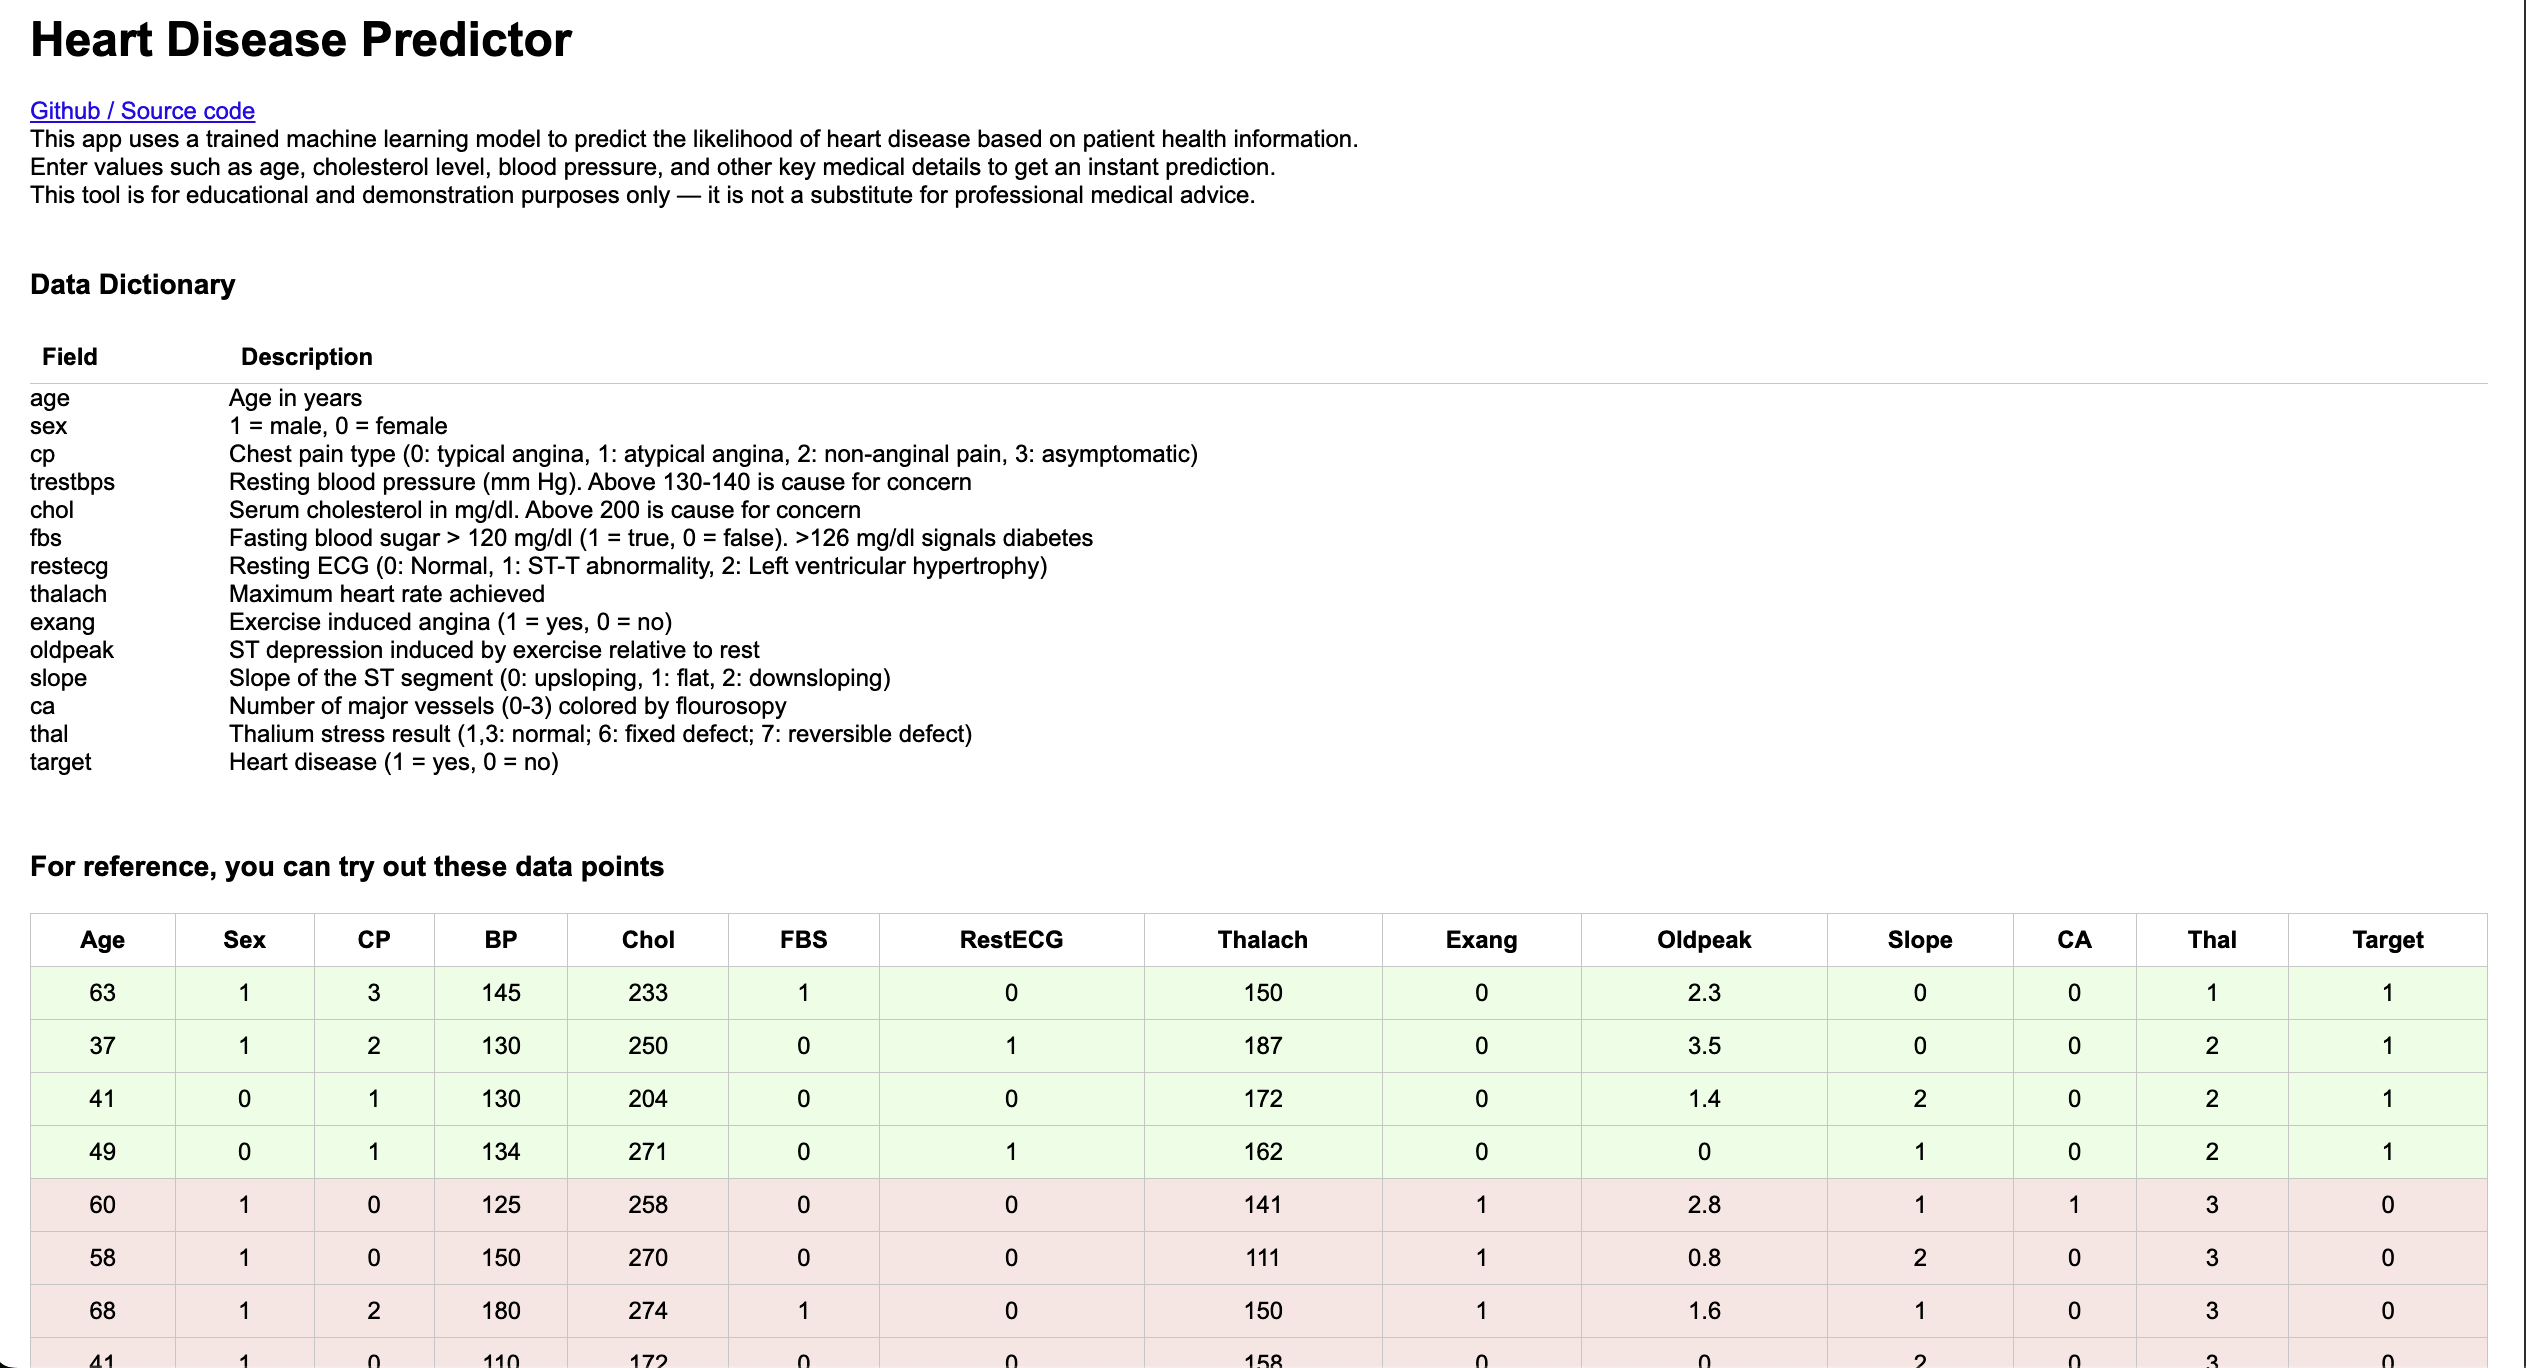 Heart Disease Predictor
Github / Source code
This app uses a trained machine learning model to predict the likelihood of heart disease based on patient health information.
Enter values such as age, cholesterol level, blood pressure, and other key medical details to get an instant prediction.
This tool is for educational and demonstration purposes only — it is not a substitute for professional medical advice.
Data Dictionary
Field Description
age Age in years
sex 1 = male, 0 = female
cp Chest pain type (0: typical angina, 1: atypical angina, 2: non-anginal pain, 3: asymptomatic)
trestbps Resting blood pressure (mm Hg). Above 130-140 is cause for concern
chol Serum cholesterol in mg/dl. Above 200 is cause for concern
fbs Fasting blood sugar > 120 mg/dl (1 = true, 0 = false). >126 mg/dl signals diabetes
restecg Resting ECG (0: Normal, 1: ST-T abnormality, 2: Left ventricular hypertrophy)
thalach Maximum heart rate achieved
exang Exercise induced angina (1 = yes, 0 = no)
oldpeak ST depression induced by exercise relative to rest
slope Slope of the ST segment (0: upsloping, 1: flat, 2: downsloping)
ca Number of major vessels (0-3) colored by flourosopy
thal Thalium stress result (1,3: normal; 6: fixed defect; 7: reversible defect)
target Heart disease (1 = yes, 0 = no)
For reference, you can try out these data points
Age Sex CP BP Chol FBS RestECG Thalach Exang Oldpeak Slope CA Thal Target
63 1 3 145 233 1 0 150 0 2.3 0 0 1 1
37 1 2 130 250 0 1 187 0 3.5 0 0 2 1
41 0 1 130 204 0 0 172 0 1.4 2 0 2 1
49 0 1 134 271 0 1 162 0 0 1 0 2 1
60 1 0 125 258 0 0 141 1 2.8 1 1 3 0
58 1 0 150 270 0 0 111 1 0.8 2 0 3 0
68 1 2 180 274 1 0 150 1 1.6 1 0 3 0
41 1 0 110 172 0 0 158 0 0 2 0 3 0